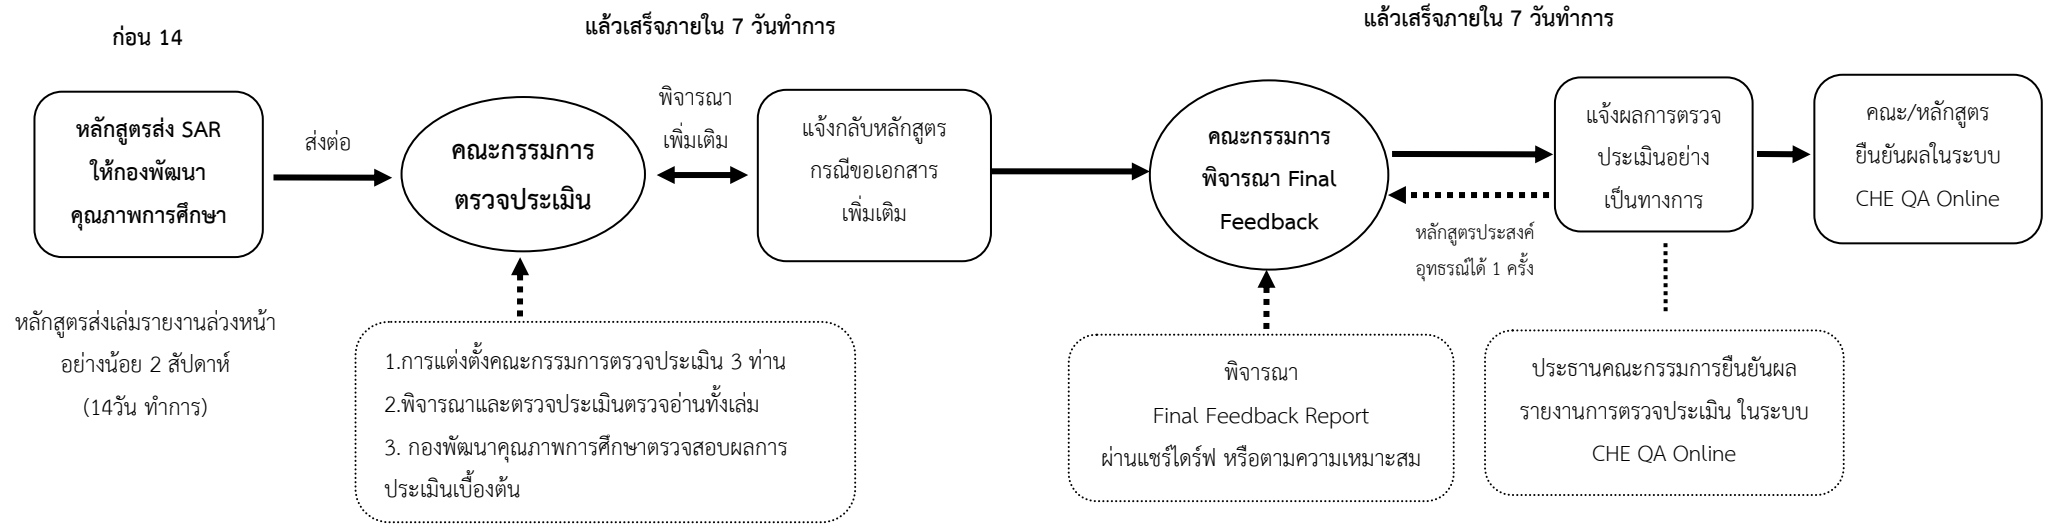 ก่อน 14
แล้วเสร็จภายใน 7 วันทำการ
แล้วเสร็จภายใน 7 วันทำการ
หลักสูตรส่ง SAR
ให้กองพัฒนา
คุณภาพการศึกษา
ส่งต่อ
คณะกรรมการ
ตรวจประเมิน
พิจารณา
เพิ่มเติม
แจ้งกลับหลักสูตร
กรณีขอเอกสาร
เพิ่มเติม
คณะกรรมการ
พิจารณา Final
Feedback
แจ้งผลการตรวจ
ประเมินอย่าง
เป็นทางการ
คณะ/หลักสูตร
ยืนยันผลในระบบ
CHE QA Online
หลักสูตรประสงค์
อุทธรณ์ได้ 1 ครั้ง
หลักสูตรส่งเล่มรายงานล่วงหน้า
อย่างน้อย 2 สัปดาห์
(14วัน ทำการ)
1.การแต่งตั้งคณะกรรมการตรวจประเมิน 3 ท่าน
2.พิจารณาและตรวจประเมินตรวจอ่านทั้งเล่ม
3. กองพัฒนาคุณภาพการศึกษาตรวจสอบผลการ
ประเมินเบื้องต้น
พิจารณา
Final Feedback Report
ผ่านแชร์ไดร์ฟ หรือตามความเหมาะสม
ประธานคณะกรรมการยืนยันผล
รายงานการตรวจประเมิน ในระบบ
CHE QA Online